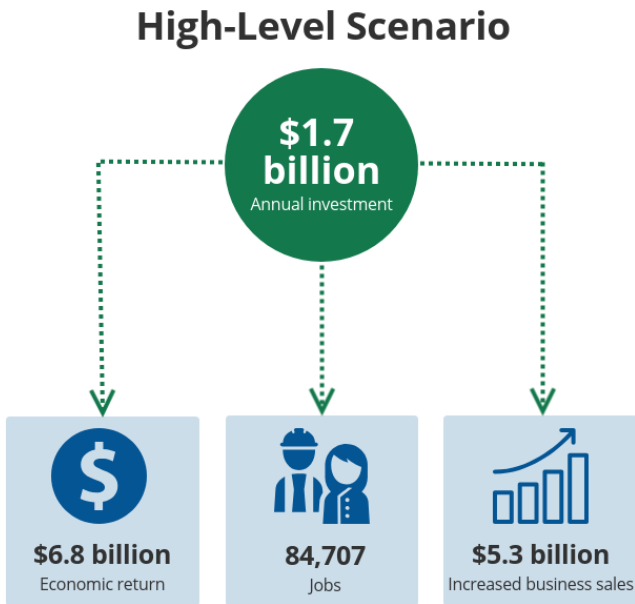 High-Level Scenario
$1.7
billion
Annual investment
$
$6.8 billion
Economic return
84,707
Jobs
$5.3 billion
Increased business sales